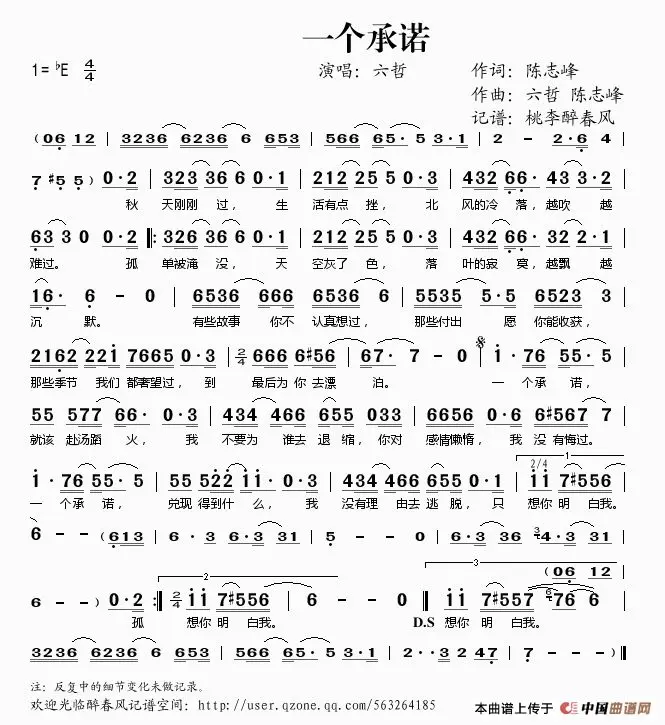 一个承诺
1=♭E 4/4 演唱：六哲 作词：陈志峰
作曲：六哲 陈志峰
记谱：桃李醉春风
(06 12 | 3236 6236 6 653 | 566 65·5 3·1 | 2 - 2·6 4 |
7 #5 5) 0·2 | 323 36 6 0·1 | 212 25 5 0·3 | 432 66·43 3·2 |
秋 天刚刚 过， 生 活有点 挫， 北 风的冷 落，越吹 越
63 3 0 0·2 |: 323 36 6 0·1 | 212 25 5 0·3 | 432 66· 32 2·1 |
难过。 孤 单被淹 没， 天 空灰了 色， 落 叶的寂 寞，越飘 越
16· 6 - 0 | 6536 666 6536 6 | 5535 5·5 6523 3 |
沉 默。 有些故事 你不 认真想过， 那些付出 愿 你能收获，
2162 221 7665 0·3 | 2/4 666 6#56 | 67· 7 - 0 | 1·76 55·5 |
那些季节 我们 都奢望过， 到 最后为 你 去漂 泊。 一个 承 诺，
55 577 66· 0·3 | 434 466 655 033 | 6656 0·6 6#567 7 |
就该 赴汤蹈 火， 我 不要为 谁去 退 缩，你对 感情懒惰， 我 没 有悔过。
1·76 55·5 | 55 522 11· 0·3 | 434 466 655 0·1 | 2/4 11 7#556 |
一个 承 诺， 兑现 得到什 么，我 没有理 由去 逃 脱，只 想你 明 白我。
1.
6 - - (613 | 6·3 6·3 31 | 5 - - 0 | 6·36 34·3 31 |
(06 12
6 - -) 0·2 :| 2/4 11 7#556 | 6 - - 0 | 11 7#557 676 6 |
2
3
孤 想你 明 白我。 D.S 想你 明 白我。
3236 6236 6 653 | 566 65·5 3·1 | 2 - 2·6 5 | 6 - - - |
注：反复中的细节变化未做记录。
欢迎光临醉春风记谱空间：http://user.qzone.qq.com/563264185
本曲谱上传于 中国曲谱网